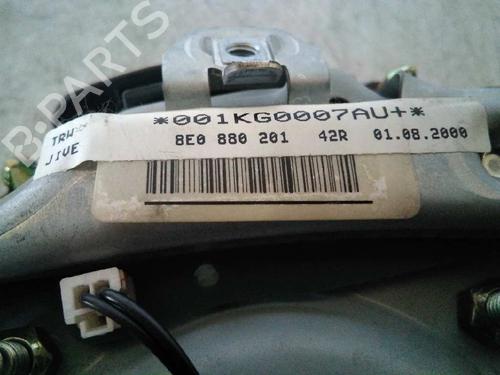 B-PARTS
*001KG0007AU+*
TRW
JIVE
8E0 880 201 42R 01.08.2000